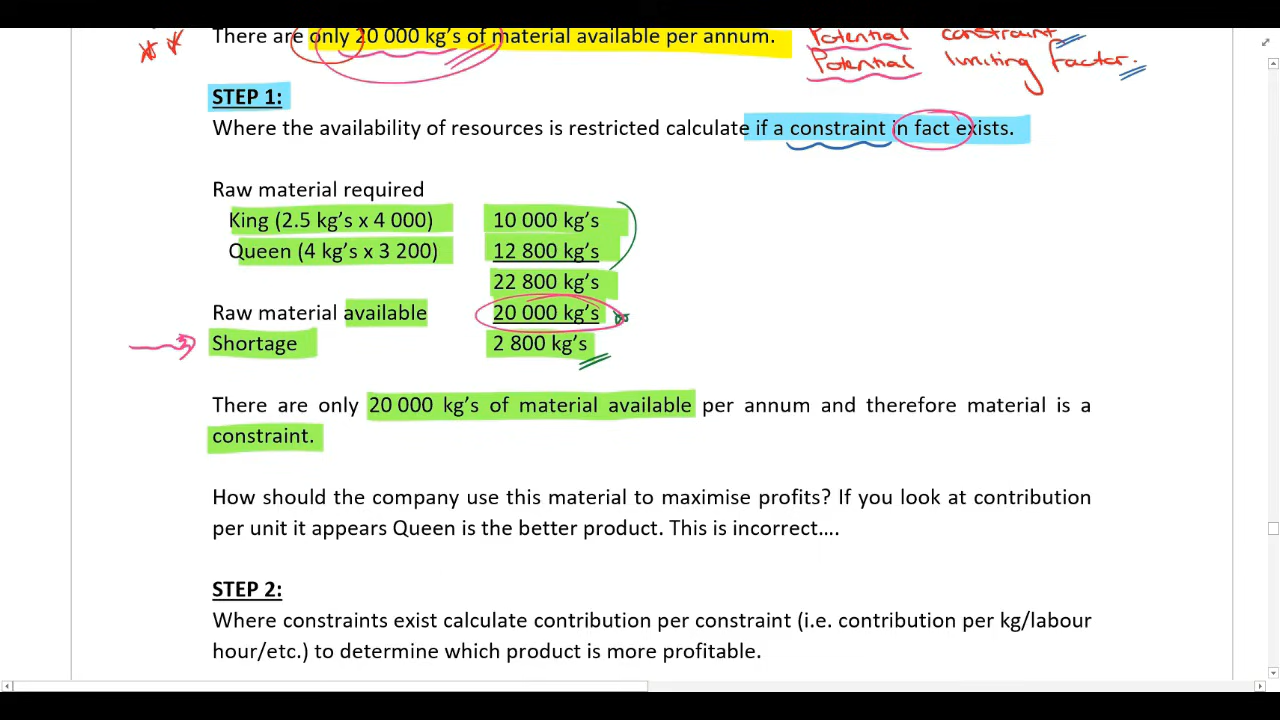 There are only 20 000 kg's of material available per annum. Potential constraint
Potential limiting factor.
STEP 1:
Where the availability of resources is restricted calculate if a constraint in fact exists.
Raw material required
King (2.5 kg's x 4 000) 10 000 kg's
Queen (4 kg's x 3 200) 12 800 kg's
22 800 kg's
Raw material available 20 000 kg's
Shortage 2 800 kg's
There are only 20 000 kg's of material available per annum and therefore material is a
constraint.
How should the company use this material to maximise profits? If you look at contribution
per unit it appears Queen is the better product. This is incorrect....
STEP 2:
Where constraints exist calculate contribution per constraint (i.e. contribution per kg/labour
hour/etc.) to determine which product is more profitable.